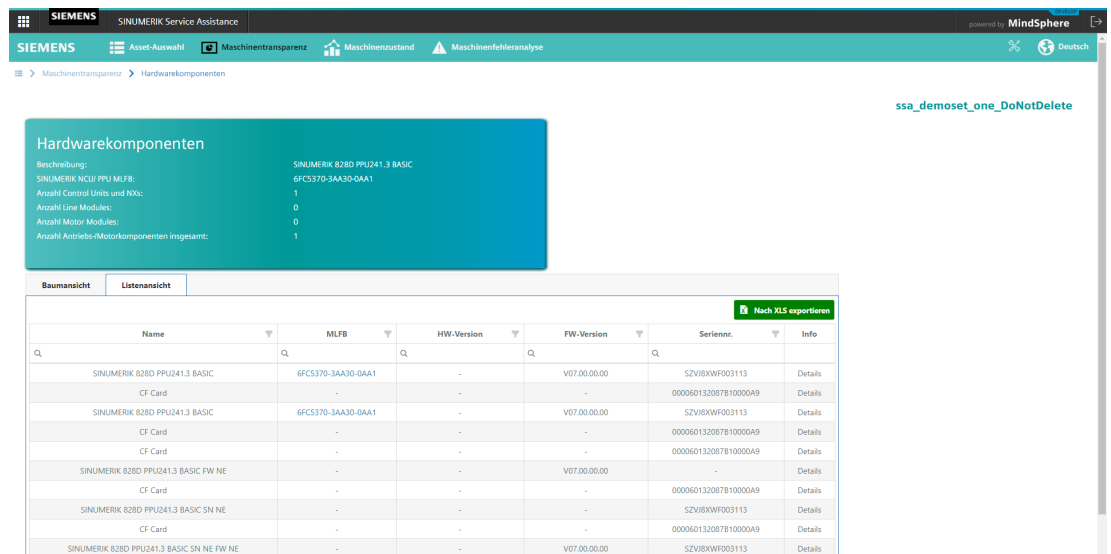 DEVELOP
SIEMENS SINUMERIK Service Assistance powered by MindSphere
SIEMENS Asset-Auswahl Maschinentransparenz Maschinenzustand Maschinenfehleranalyse Deutsch
Maschinentransparenz Hardwarekomponenten
ssa_demoset_one_DoNotDelete
Hardwarekomponenten
Beschreibung: SINUMERIK 828D PPU241.3 BASIC
SINUMERIK NCU/ PPU MLFB: 6FC5370-3AA30-0AA1
Anzahl Control Units und NXs: 1
Anzahl Line Modules: 0
Anzahl Motor Modules: 0
Anzahl Antriebs-/Motorkomponenten insgesamt: 1
Baumansicht Listenansicht
Nach XLS exportieren
Name MLFB HW-Version FW-Version Seriennr. Info
SINUMERIK 828D PPU241.3 BASIC 6FC5370-3AA30-0AA1 - V07.00.00.00 SZVJ8XWF003113 Details
CF Card - - - 000060132087B10000A9 Details
SINUMERIK 828D PPU241.3 BASIC 6FC5370-3AA30-0AA1 - V07.00.00.00 SZVJ8XWF003113 Details
CF Card - - - 000060132087B10000A9 Details
CF Card - - - 000060132087B10000A9 Details
SINUMERIK 828D PPU241.3 BASIC FW NE - - V07.00.00.00 - Details
CF Card - - - 000060132087B10000A9 Details
SINUMERIK 828D PPU241.3 BASIC SN NE - - - SZVJ8XWF003113 Details
CF Card - - - 000060132087B10000A9 Details
SINUMERIK 828D PPU241.3 BASIC SN NE FW NE - - V07.00.00.00 SZVJ8XWF003113 Details